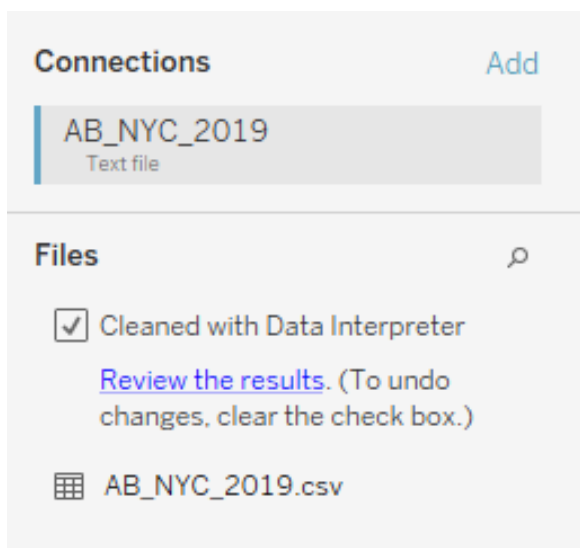 Connections Add
AB_NYC_2019
Text file
Files
Cleaned with Data Interpreter
Review the results. (To undo
changes, clear the check box.)
AB_NYC_2019.csv